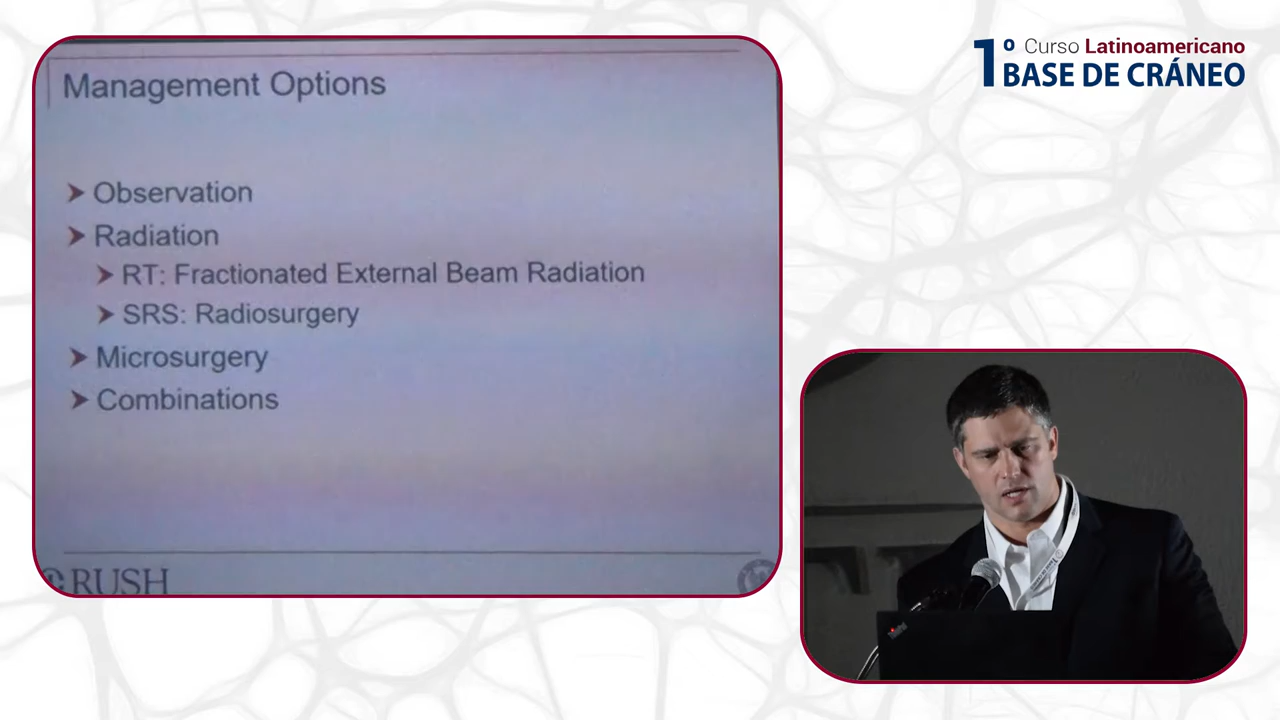 Management Options
Observation
Radiation
RT: Fractionated External Beam Radiation
SRS: Radiosurgery
Microsurgery
Combinations
RUSH
1º Curso Latinoamericano
BASE DE CRÁNEO